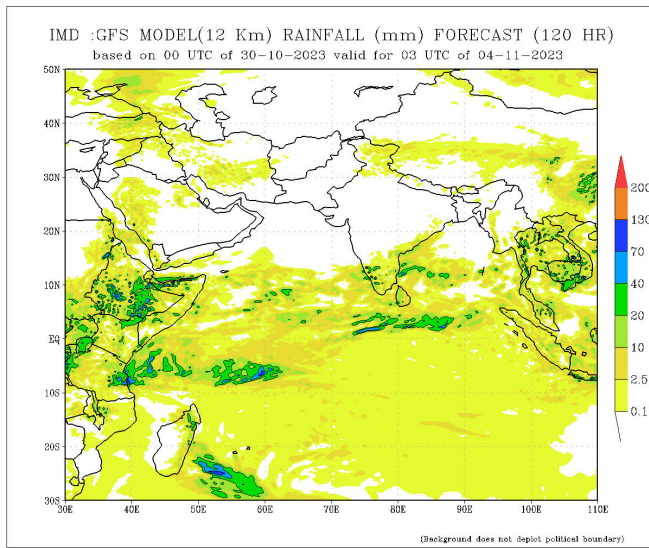 IMD :GFS MODEL(12 Km) RAINFALL (mm) FORECAST (120 HR)
based on 00 UTC of 30-10-2023 valid for 03 UTC of 04-11-2023
50N
40N
30N
20N
10N
EQ
10S
20S
30S
30E 40E 50E 60E 70E 80E 90E 100E 110E
200
130
70
40
20
10
2.5
0.1
(Background does not depict political boundary)